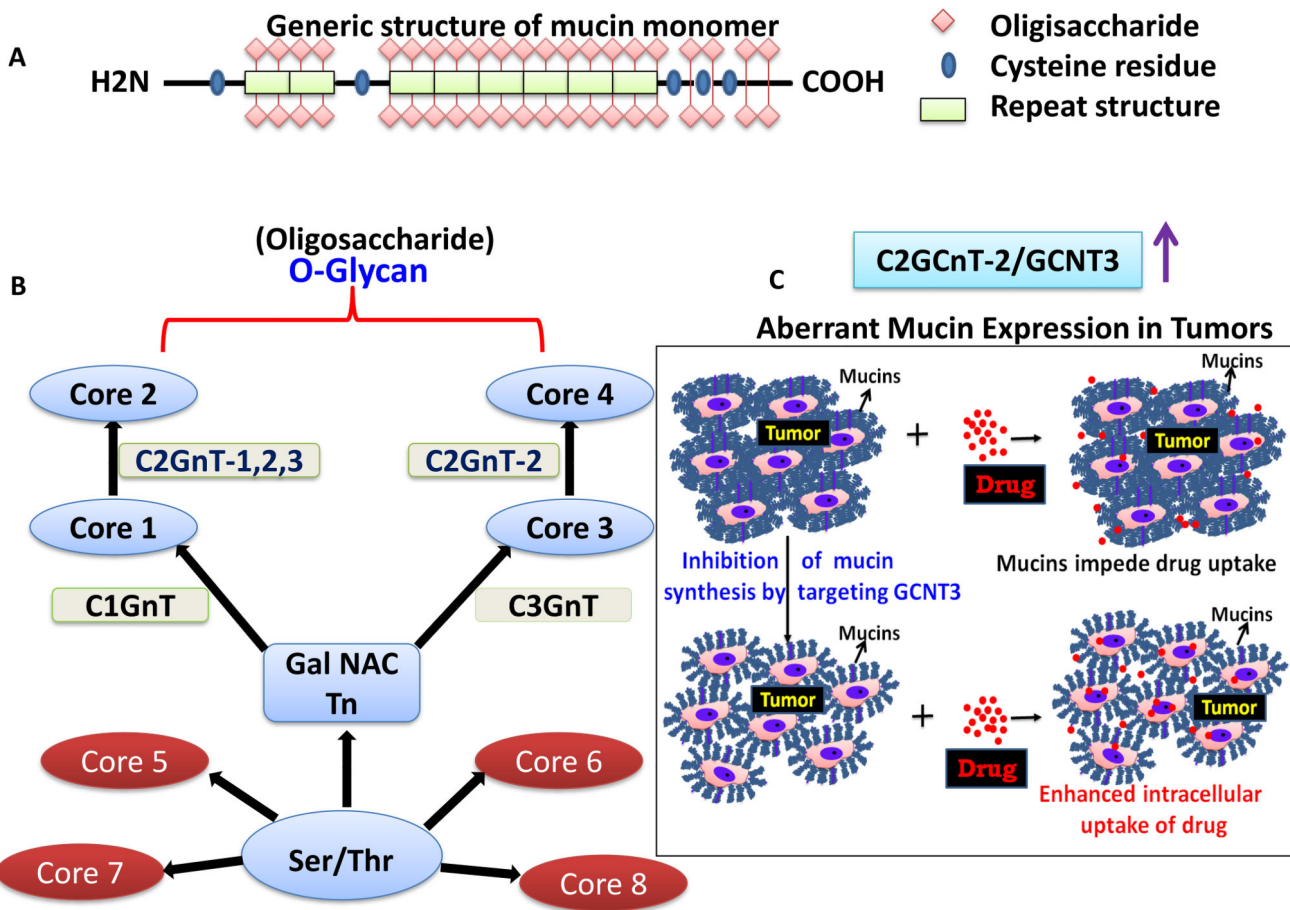 Generic structure of mucin monomer
A
H2N
COOH
Oligisaccharide
Cysteine residue
Repeat structure
B
(Oligosaccharide)
O-Glycan
Core 2
Core 4
C2GnT-1,2,3
C2GnT-2
Core 1
Core 3
C1GnT
C3GnT
Gal NAC
Tn
Core 5
Core 6
Ser/Thr
Core 7
Core 8
C
C2GCnT-2/GCNT3
Aberrant Mucin Expression in Tumors
Mucins
Tumor
+
Drug
Mucins
Tumor
Mucins impede drug uptake
Inhibition of mucin
synthesis by targeting GCNT3
Mucins
Tumor
+
Drug
Mucins
Tumor
Enhanced intracellular
uptake of drug